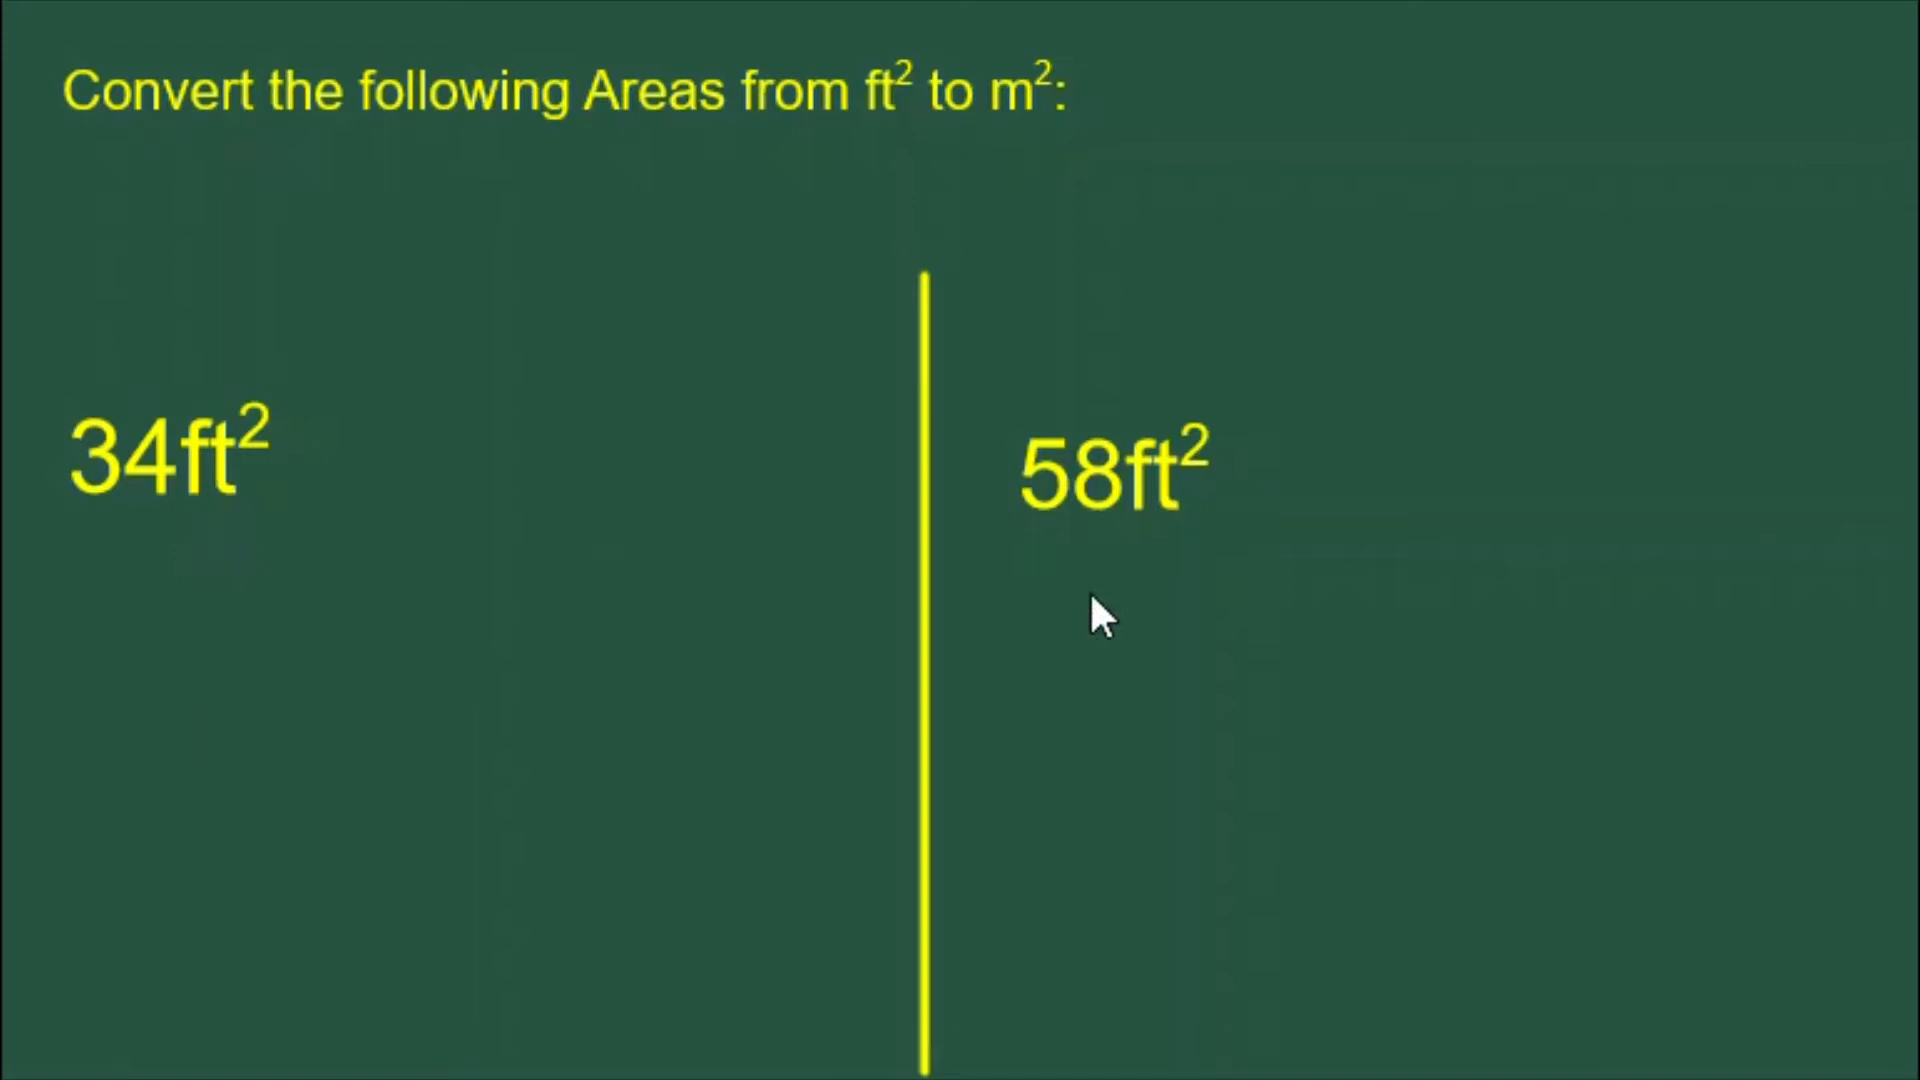 Convert the following Areas from ft² to m²:
34ft²
58ft²